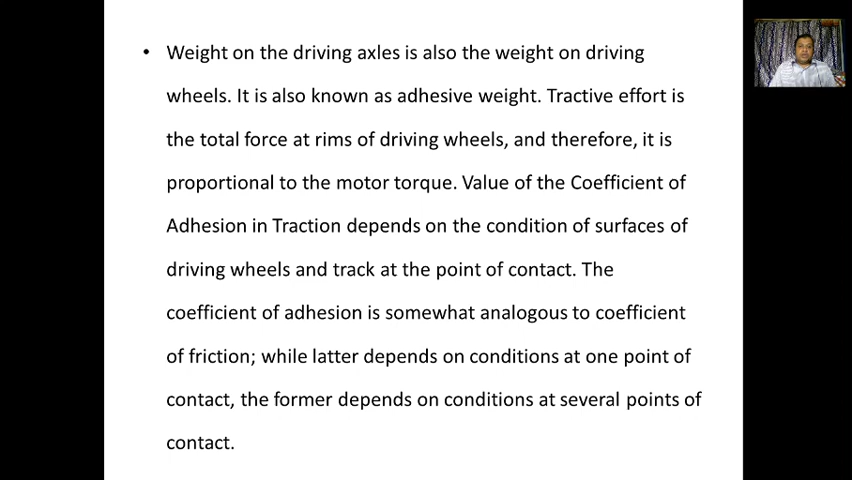 • Weight on the driving axles is also the weight on driving
wheels. It is also known as adhesive weight. Tractive effort is
the total force at rims of driving wheels, and therefore, it is
proportional to the motor torque. Value of the Coefficient of
Adhesion in Traction depends on the condition of surfaces of
driving wheels and track at the point of contact. The
coefficient of adhesion is somewhat analogous to coefficient
of friction; while latter depends on conditions at one point of
contact, the former depends on conditions at several points of
contact.